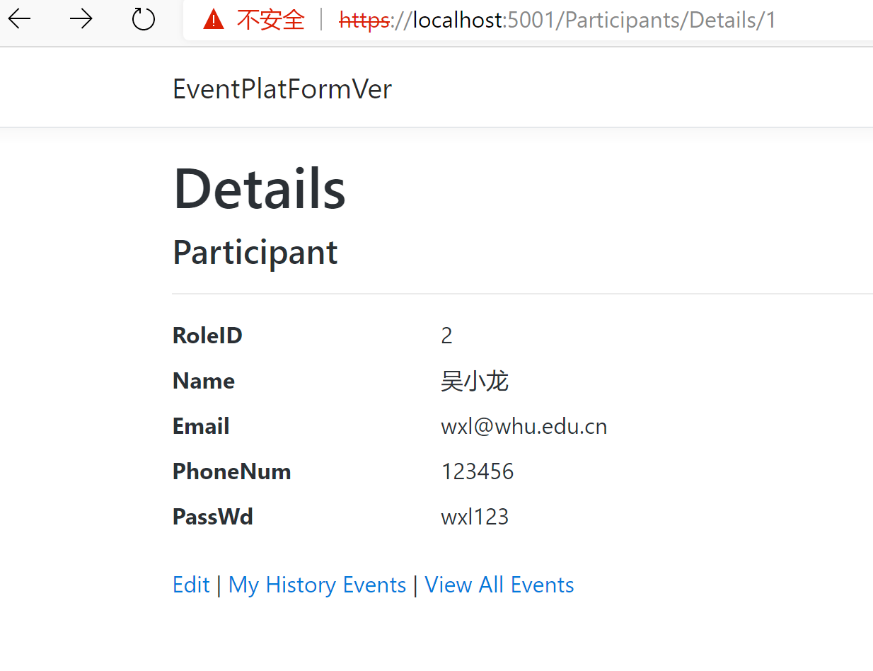 不安全 | https://localhost:5001/Participants/Details/1
EventPlatFormVer
Details
Participant
RoleID 2
Name 吴小龙
Email wxl@whu.edu.cn
PhoneNum 123456
PassWd wxl123
Edit | My History Events | View All Events